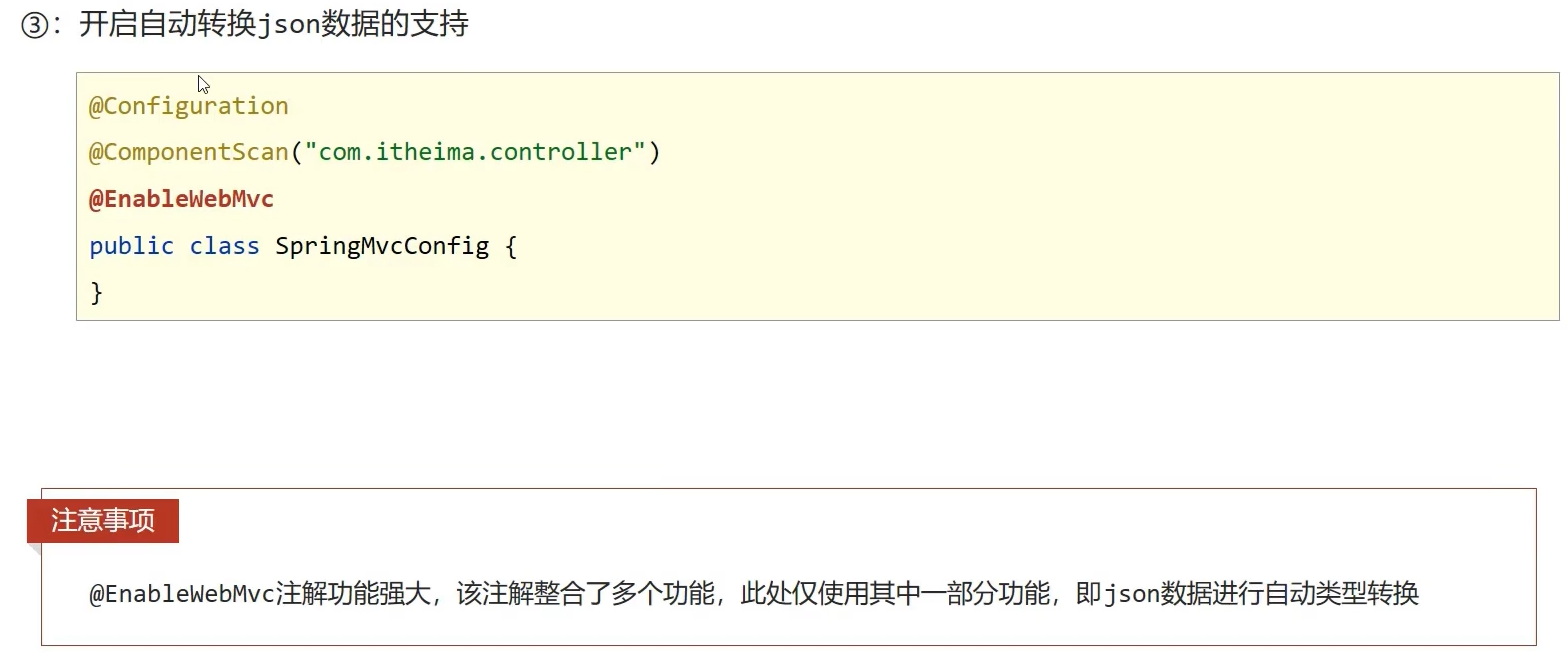 ③：开启自动转换json数据的支持
@Configuration
@ComponentScan("com.itheima.controller")
@EnableWebMvc
public class SpringMvcConfig {
}
注意事项
@EnableWebMvc注解功能强大，该注解整合了多个功能，此处仅使用其中一部分功能，即json数据进行自动类型转换